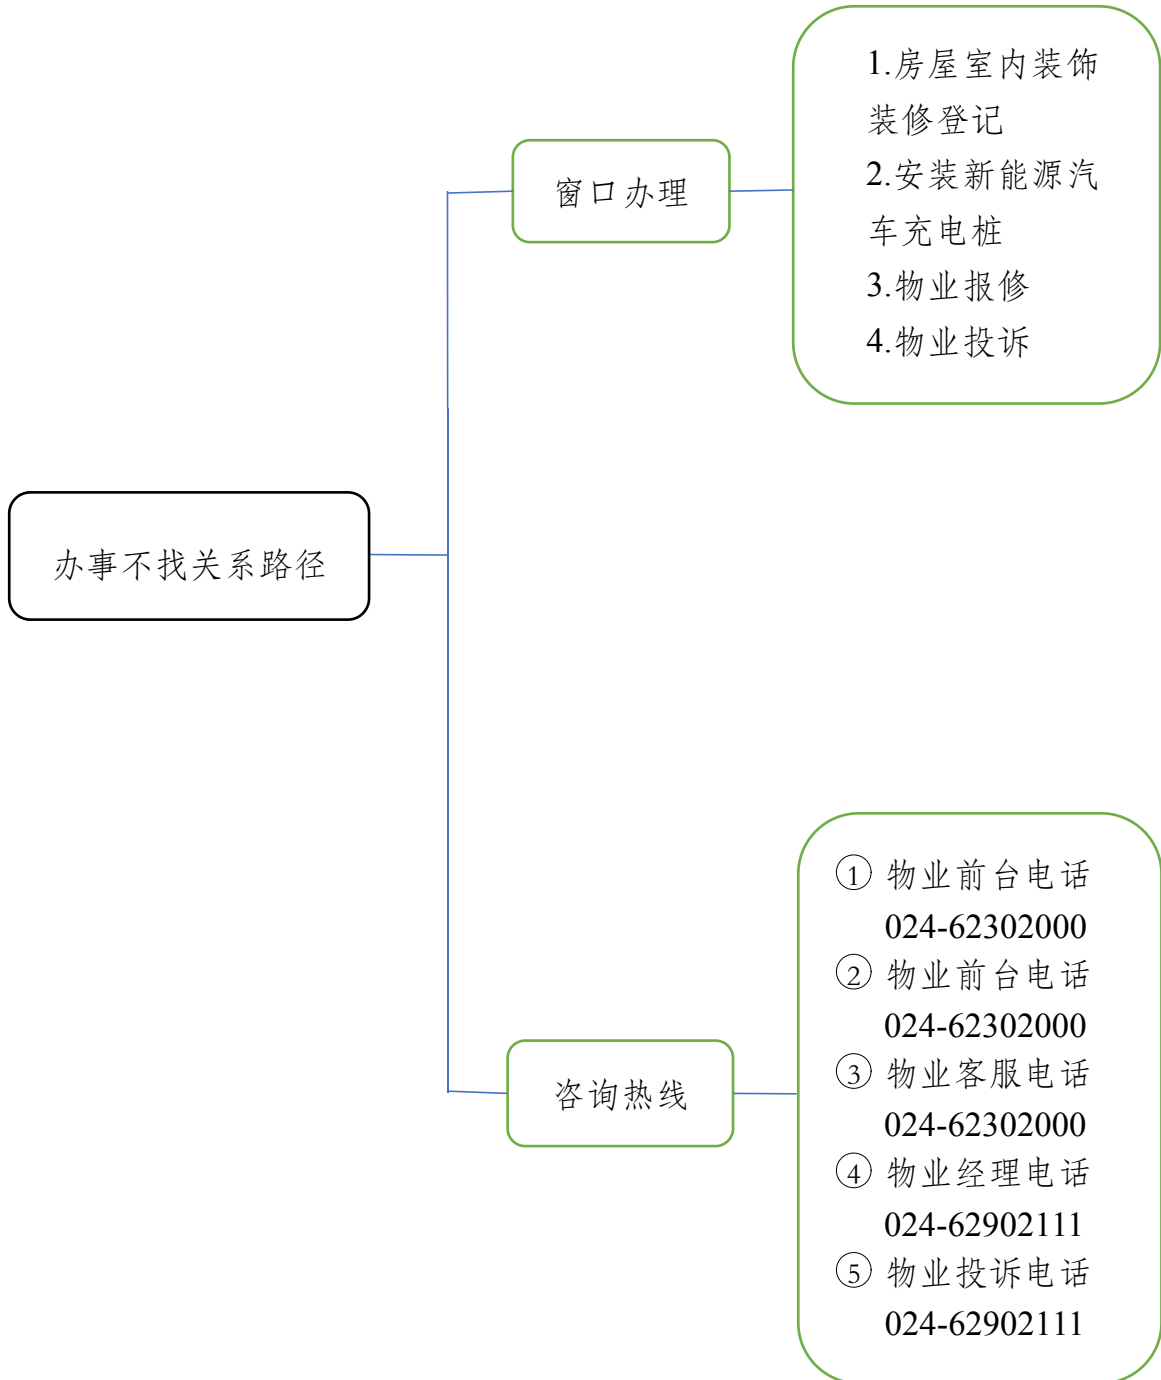 办事不找关系路径
窗口办理
1.房屋室内装饰
装修登记
2.安装新能源汽
车充电桩
3.物业报修
4.物业投诉
咨询热线
① 物业前台电话
024-62302000
② 物业前台电话
024-62302000
③ 物业客服电话
024-62302000
④ 物业经理电话
024-62902111
⑤ 物业投诉电话
024-62902111